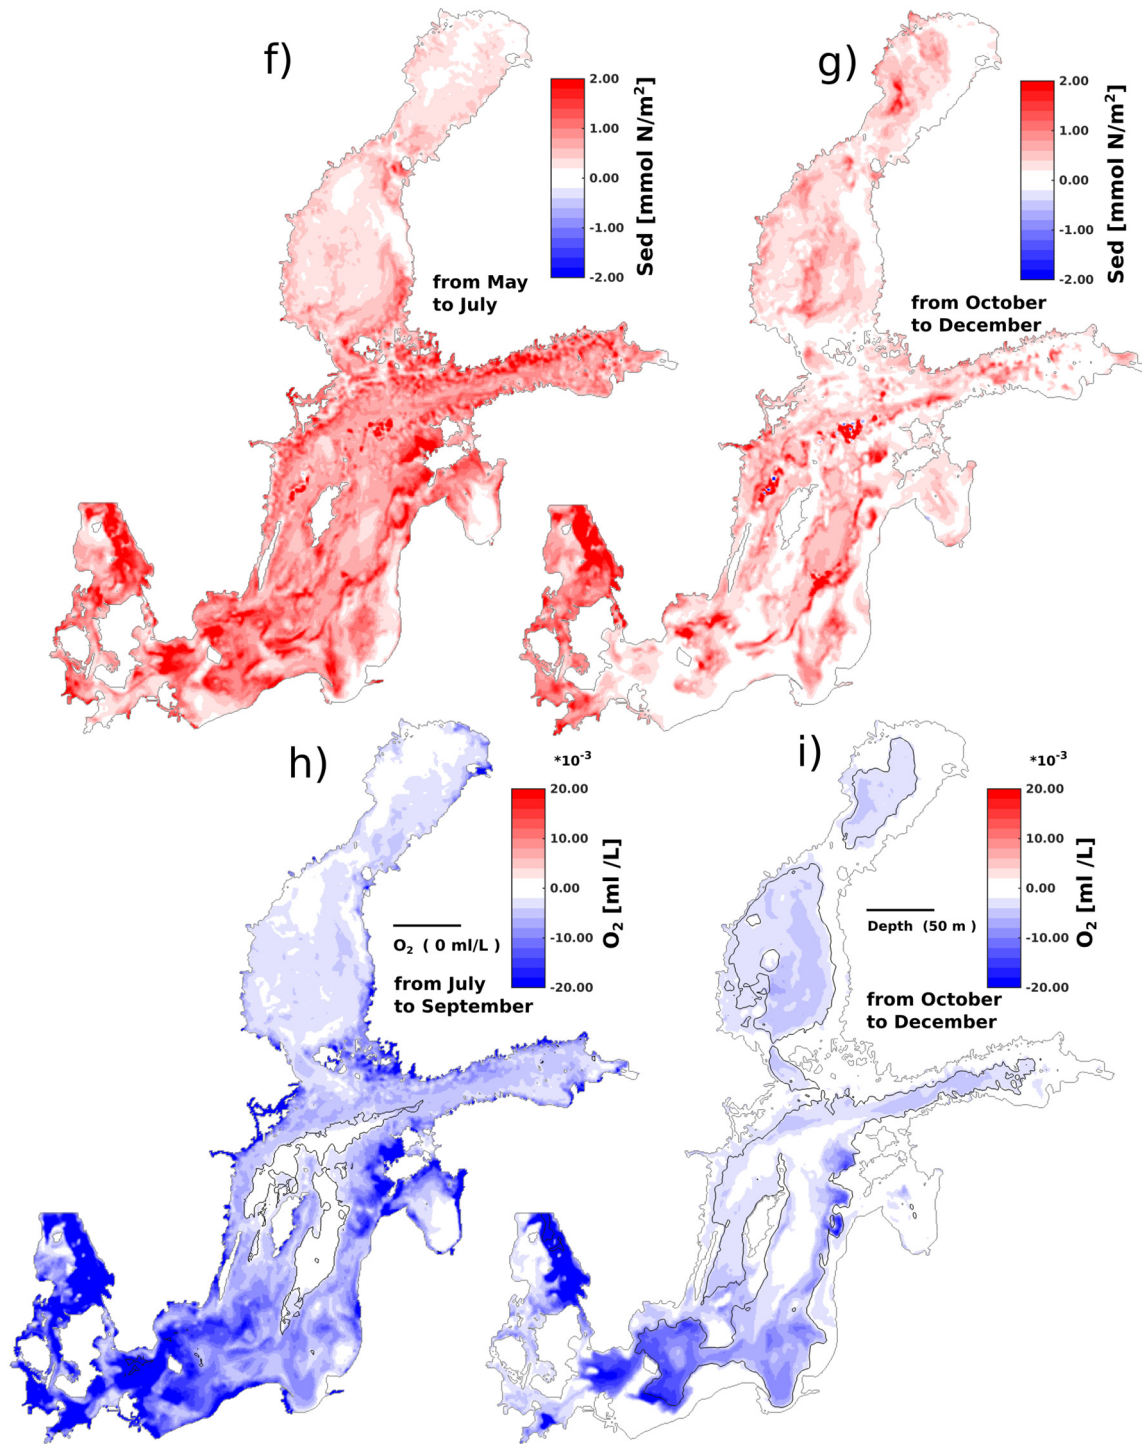 f)
2.00
1.00
0.00
-1.00
-2.00
Sed [mmol N/m²]
from May
to July
g)
2.00
1.00
0.00
-1.00
-2.00
Sed [mmol N/m²]
from October
to December
h)
*10⁻³
20.00
10.00
0.00
-10.00
-20.00
O₂ [ml /L]
O₂ ( 0 ml/L )
from July
to September
i)
*10⁻³
20.00
10.00
0.00
-10.00
-20.00
O₂ [ml /L]
Depth (50 m )
from October
to December